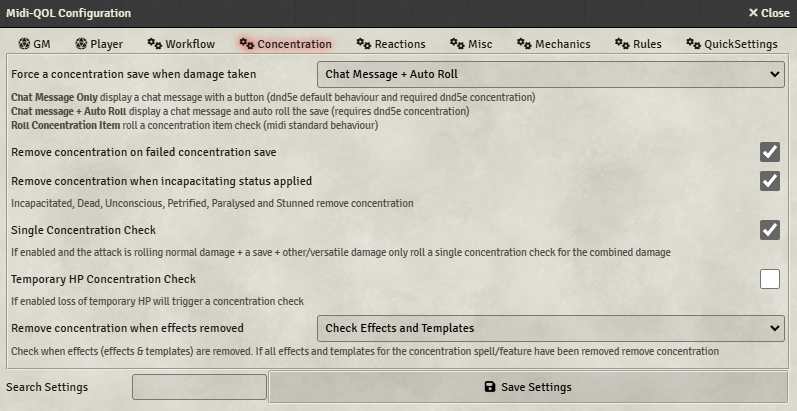 Midi-QOL Configuration
Close
GM Player Workflow Concentration Reactions Misc Mechanics Rules QuickSettings
Force a concentration save when damage taken
Chat Message + Auto Roll
Chat Message Only display a chat message with a button (dnd5e default behaviour and required dnd5e concentration)
Chat message + Auto Roll display a chat message and auto roll the save (requires dnd5e concentration)
Roll Concentration Item roll a concentration item check (midi standard behaviour)
Remove concentration on failed concentration save
Remove concentration when incapacitating status applied
Incapacitated, Dead, Unconscious, Petrified, Paralysed and Stunned remove concentration
Single Concentration Check
If enabled and the attack is rolling normal damage + a save + other/versatile damage only roll a single concentration check for the combined damage
Temporary HP Concentration Check
If enabled loss of temporary HP will trigger a concentration check
Remove concentration when effects removed
Check Effects and Templates
Check when effects (effects & templates) are removed. If all effects and templates for the concentration spell/feature have been removed remove concentration
Search Settings
Save Settings